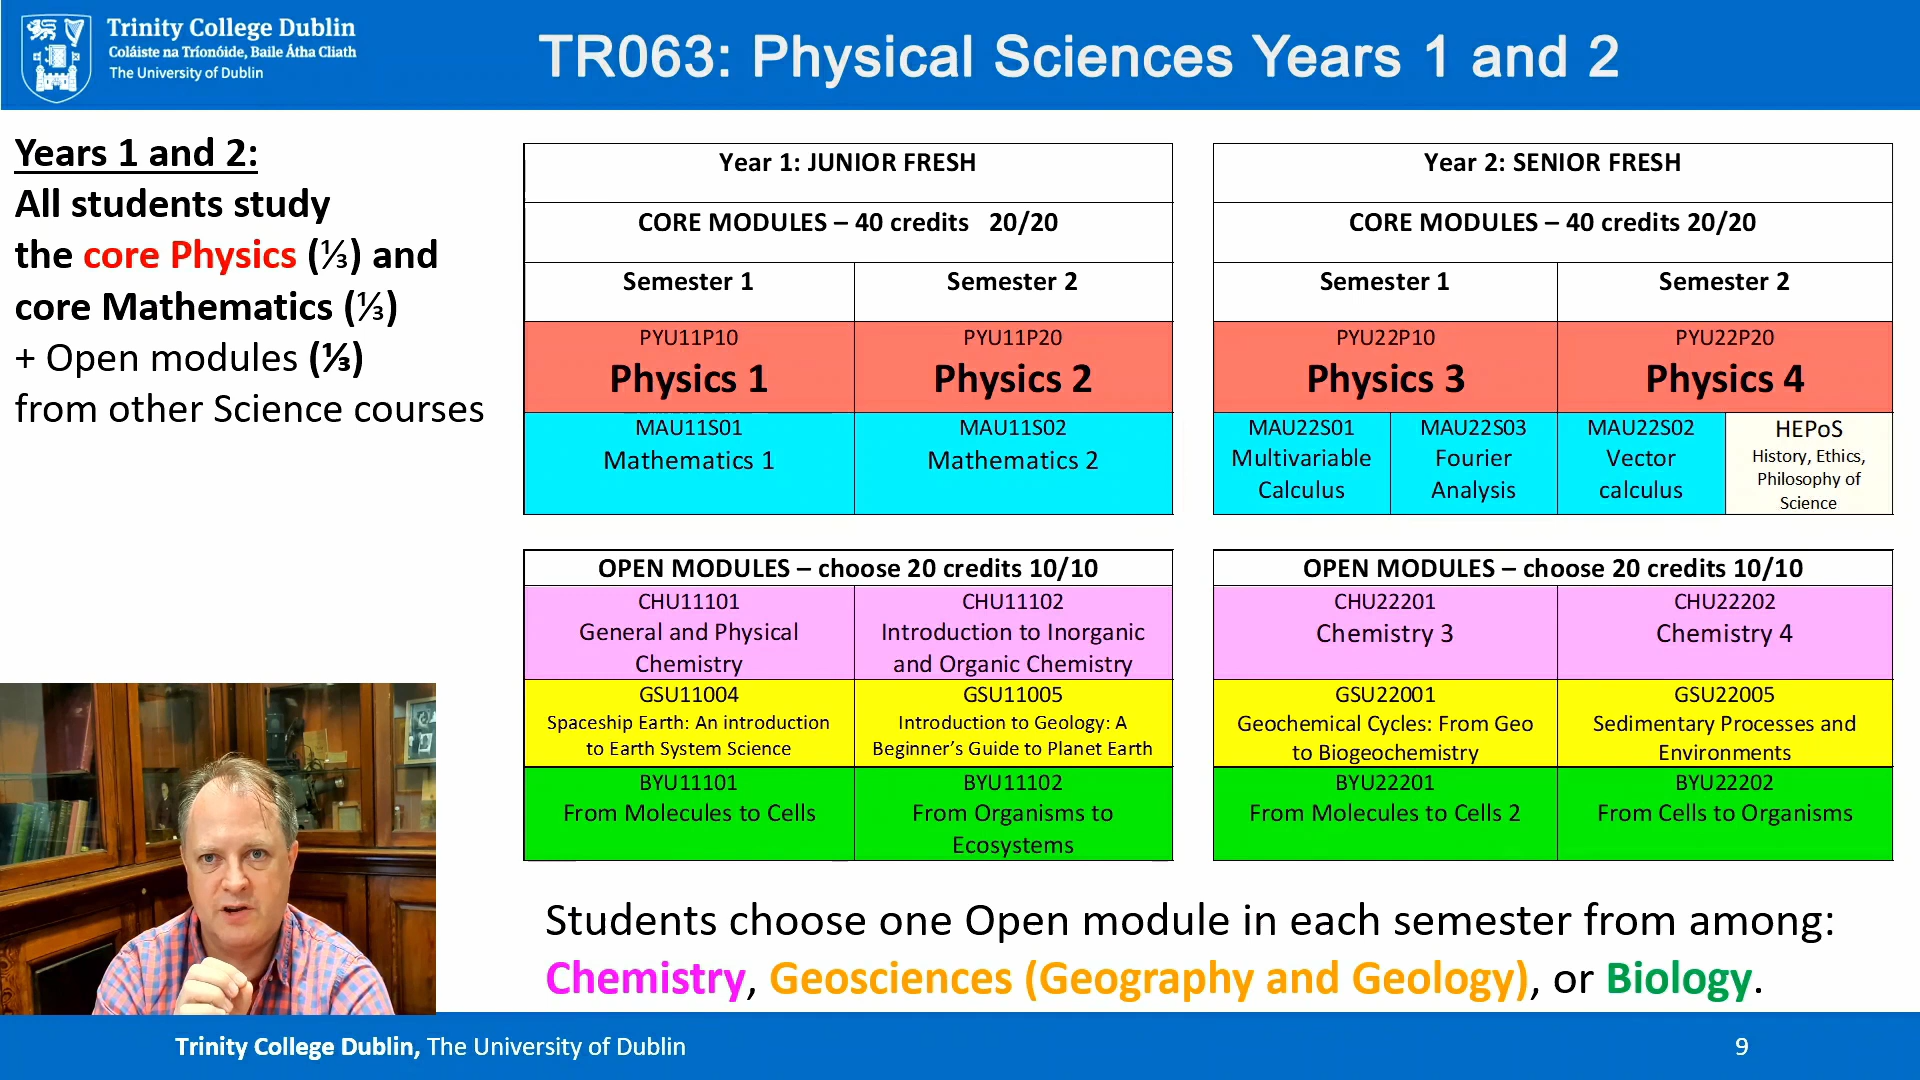 Trinity College Dublin
Coláiste na Tríonóide, Baile Átha Cliath
The University of Dublin
TR063: Physical Sciences Years 1 and 2
Years 1 and 2:
All students study
the core Physics (⅓) and
core Mathematics (⅓)
+ Open modules (⅓)
from other Science courses
Year 1: JUNIOR FRESH
CORE MODULES – 40 credits 20/20
Semester 1
Semester 2
PYU11P10
Physics 1
PYU11P20
Physics 2
MAU11S01
Mathematics 1
MAU11S02
Mathematics 2
OPEN MODULES – choose 20 credits 10/10
CHU11101
General and Physical
Chemistry
CHU11102
Introduction to Inorganic
and Organic Chemistry
GSU11004
Spaceship Earth: An introduction
to Earth System Science
GSU11005
Introduction to Geology: A
Beginner's Guide to Planet Earth
BYU11101
From Molecules to Cells
BYU11102
From Organisms to
Ecosystems
Year 2: SENIOR FRESH
CORE MODULES – 40 credits 20/20
Semester 1
Semester 2
PYU22P10
Physics 3
PYU22P20
Physics 4
MAU22S01
Multivariable
Calculus
MAU22S03
Fourier
Analysis
MAU22S02
Vector
calculus
HEPoS
History, Ethics,
Philosophy of
Science
OPEN MODULES – choose 20 credits 10/10
CHU22201
Chemistry 3
CHU22202
Chemistry 4
GSU22001
Geochemical Cycles: From Geo
to Biogeochemistry
GSU22005
Sedimentary Processes and
Environments
BYU22201
From Molecules to Cells 2
BYU22202
From Cells to Organisms
Students choose one Open module in each semester from among:
Chemistry, Geosciences (Geography and Geology), or Biology.
Trinity College Dublin, The University of Dublin
9